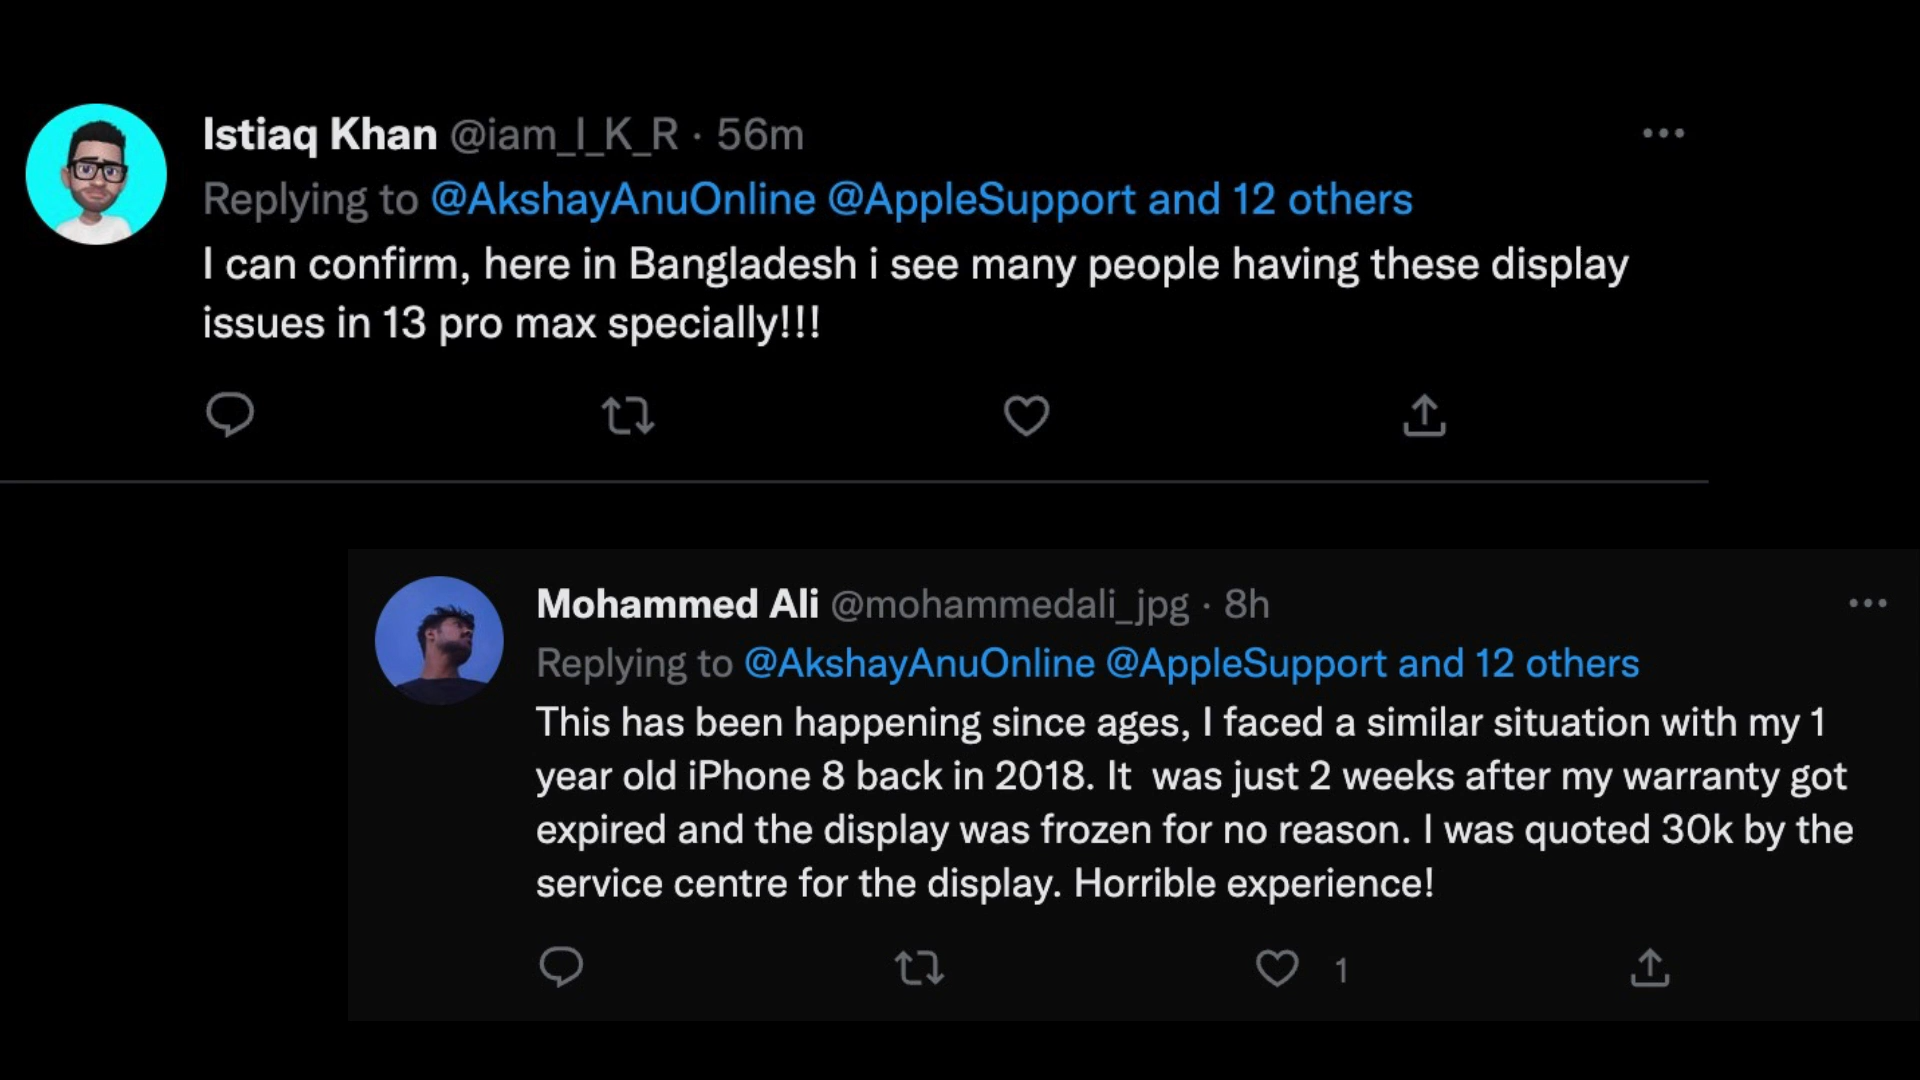 Istiaq Khan @iam_I_K_R · 56m
Replying to @AkshayAnuOnline @AppleSupport and 12 others
I can confirm, here in Bangladesh i see many people having these display
issues in 13 pro max specially!!!
Mohammed Ali @mohammedali_jpg · 8h
Replying to @AkshayAnuOnline @AppleSupport and 12 others
This has been happening since ages, I faced a similar situation with my 1
year old iPhone 8 back in 2018. It  was just 2 weeks after my warranty got
expired and the display was frozen for no reason. I was quoted 30k by the
service centre for the display. Horrible experience!
1